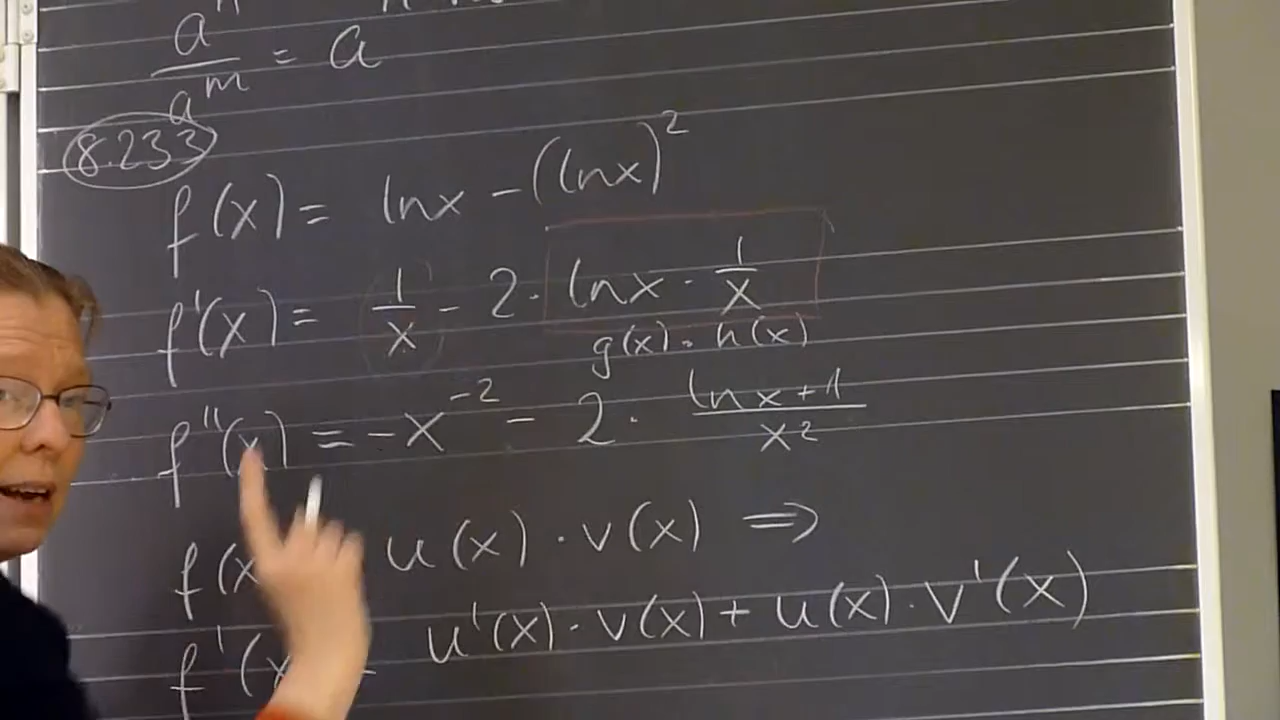 a^n / a^m = a
8.233
f(x) = ln x - (ln x)^2
f'(x) = 1/x - 2 · ln x · 1/x
g(x) · h(x)
f''(x) = -x^{-2} - 2 · (ln x + 1)/x^2
f(x u(x) · v(x) ⇒
f'(x u'(x) · v(x) + u(x) · v'(x)